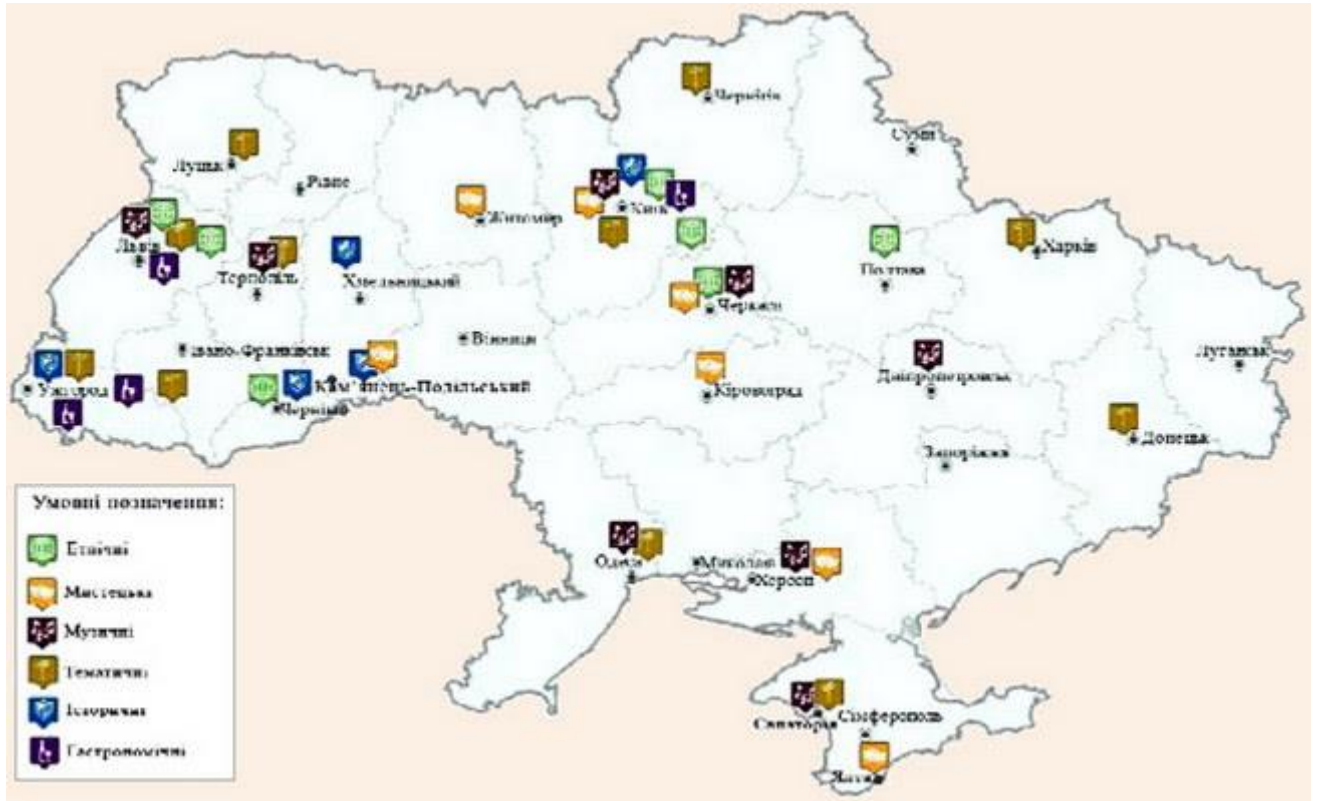 Чернігів
Суми
Луцьк
Рівне
Київ
Житомир
Львів
Харків
Полтава
Тернопіль
Хмельницький
Черкаси
Вінниця
Івано-Франківськ
Луганськ
Ужгород
Кам'янець-Подільський
Дніпропетровськ
Кіровоград
Чернівці
Донецьк
Запоріжжя
Умовні позначення:
Етнічні
Мистецькі
Музичні
Тематичні
Історичні
Гастрономічні
Одеса
Миколаїв
Херсон
Сімферополь
Ялта